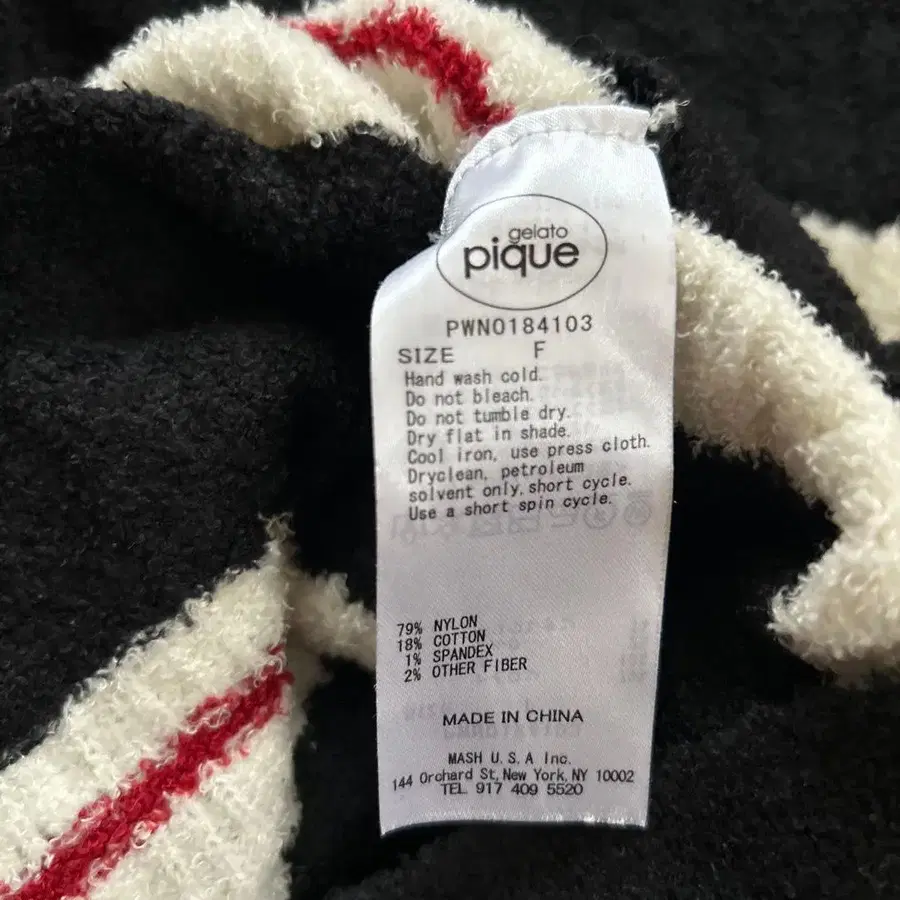 gelato
pique
PWNO184103
SIZE F
Hand wash cold.
Do not bleach.
Do not tumble dry.
Dry flat in shade.
Cool iron, use press cloth.
Dryclean, petroleum
solvent only, short cycle.
Use a short spin cycle.
79% NYLON
18% COTTON
1% SPANDEX
2% OTHER FIBER
MADE IN CHINA
MASH U.S.A Inc.
144 Orchard St, New York, NY 10002
TEL 917 409 5520